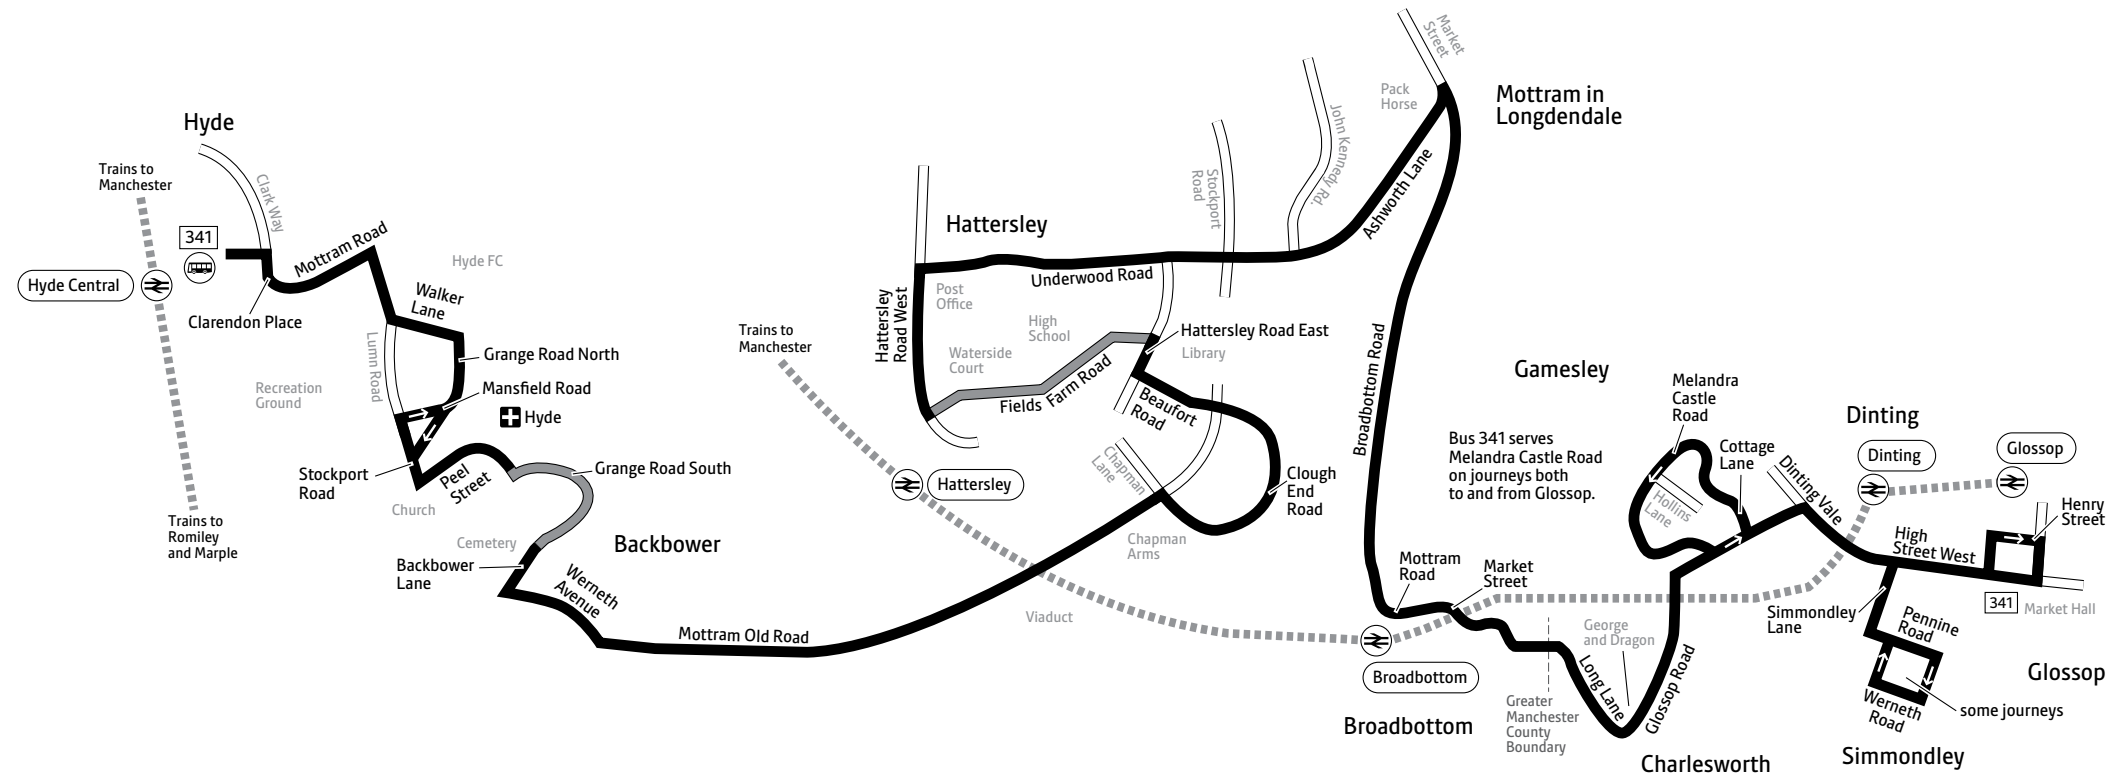 Hyde
Trains to
Manchester
Clark Way
341
Hyde Central
Clarendon Place
Mottram Road
Hyde FC
Walker
Lane
Lumn Road
Grange Road North
Mansfield Road
Recreation
Ground
Hyde
Stockport
Road
Peel
Street
Grange Road South
Church
Trains to
Romiley
and Marple
Cemetery
Backbower
Backbower
Lane
Werneth
Avenue
Mottram Old Road
Trains to
Manchester
Hattersley
Hattersley
Road West
Post
Office
Underwood Road
High
School
Waterside
Court
Fields Farm Road
Hattersley Road East
Library
Beaufort
Road
Hattersley
Chapman
Lane
Clough
End
Road
Chapman
Arms
Viaduct
Stockport
Road
John Kennedy Rd.
Market
Street
Pack
Horse
Mottram in
Longdendale
Ashworth Lane
Broadbottom Road
Mottram
Road
Market
Street
Broadbottom
Broadbottom
Gamesley
Bus 341 serves
Melandra Castle Road
on journeys both
to and from Glossop.
Melandra
Castle
Road
Cottage
Lane
Hollins
Lane
Dinting Vale
Dinting
Dinting
Glossop
Henry
Street
High
Street West
341
Market Hall
Simmondley
Lane
Pennine
Road
Glossop
Werneth
Road
some journeys
Simmondley
George
and Dragon
Long Lane
Glossop Road
Greater
Manchester
County
Boundary
Charlesworth